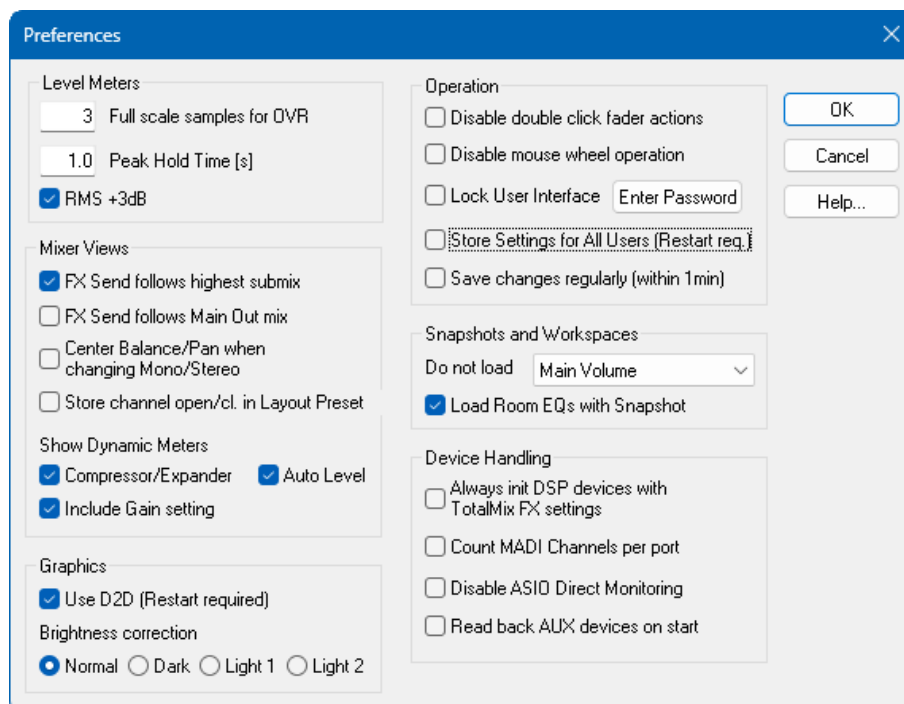 Preferences
Level Meters
3 Full scale samples for OVR
1.0 Peak Hold Time [s]
RMS +3dB
Mixer Views
FX Send follows highest submix
FX Send follows Main Out mix
Center Balance/Pan when
changing Mono/Stereo
Store channel open/cl. in Layout Preset
Show Dynamic Meters
Compressor/Expander Auto Level
Include Gain setting
Graphics
Use D2D (Restart required)
Brightness correction
Normal Dark Light 1 Light 2
Operation
Disable double click fader actions
Disable mouse wheel operation
Lock User Interface Enter Password
Store Settings for All Users (Restart req.)
Save changes regularly (within 1min)
Snapshots and Workspaces
Do not load Main Volume
Load Room EQs with Snapshot
Device Handling
Always init DSP devices with
TotalMix FX settings
Count MADI Channels per port
Disable ASIO Direct Monitoring
Read back AUX devices on start
OK
Cancel
Help...